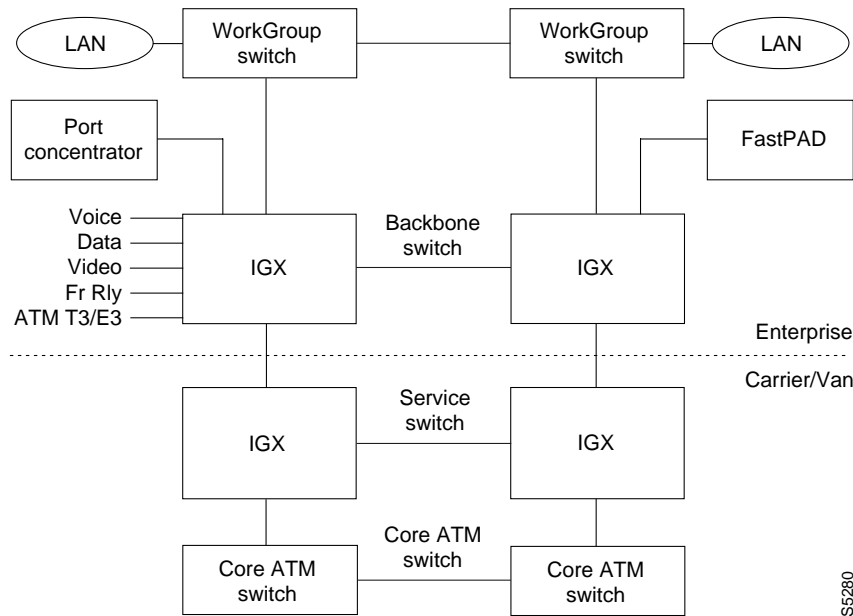 LAN
WorkGroup
switch
WorkGroup
switch
LAN
Port
concentrator
FastPAD
Voice
Data
Video
Fr Rly
ATM T3/E3
IGX
Backbone
switch
IGX
Enterprise
Carrier/Van
IGX
Service
switch
IGX
Core ATM
switch
Core ATM
switch
Core ATM
switch
S5280